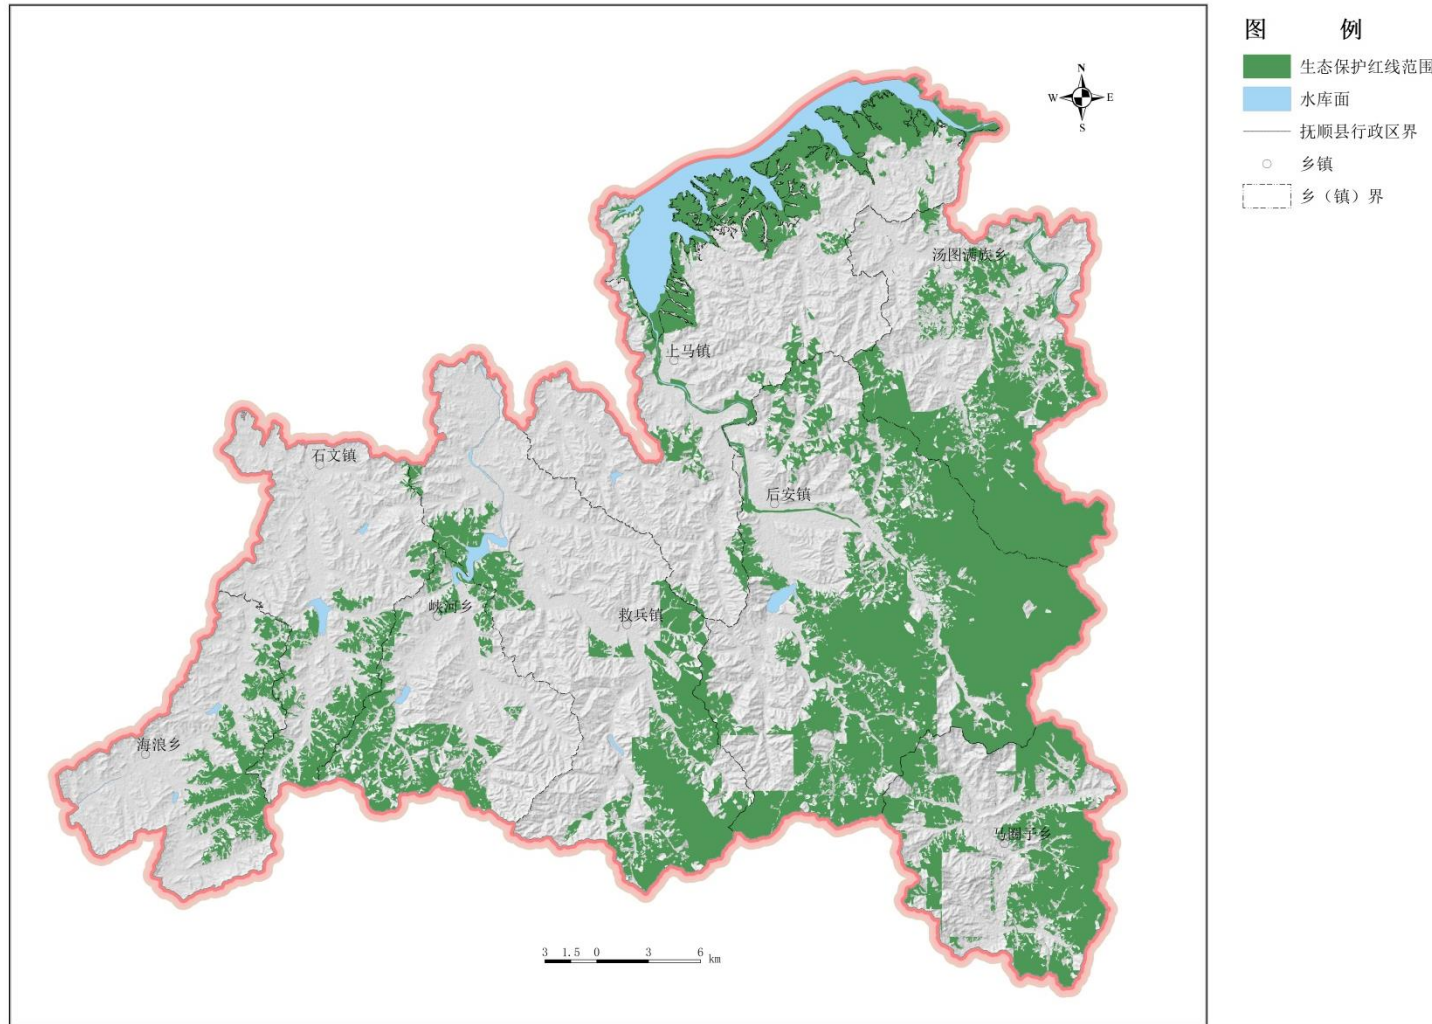 图 例
生态保护红线范围
水库面
抚顺县行政区界
乡镇
乡（镇）界
N
W E
S
汤图满族乡
上马镇
石文镇
后安镇
峡河乡
救兵镇
海浪乡
马圈子乡
3 1.5 0 3 6 km